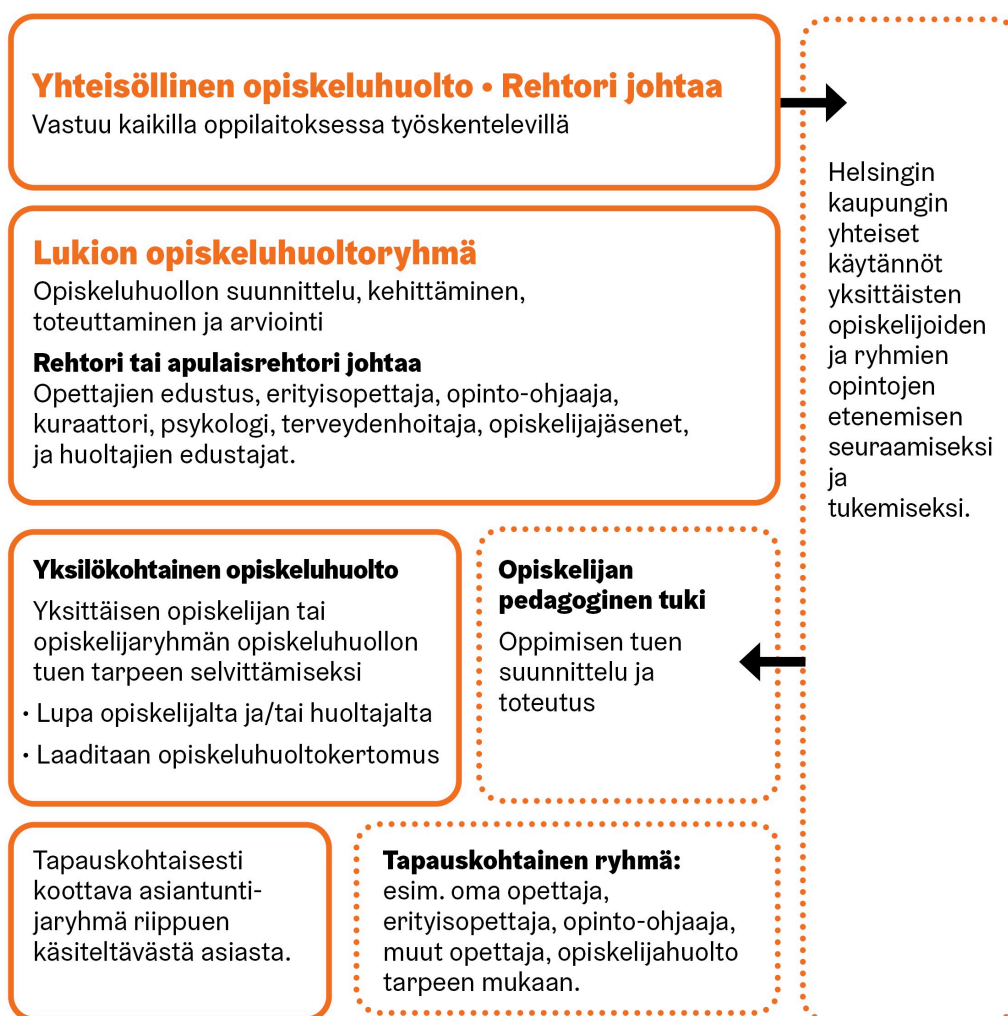 Yhteisöllinen opiskeluhuolto • Rehtori johtaa
Vastuu kaikilla oppilaitoksessa työskentelevillä
Lukion opiskeluhuoltoryhmä
Opiskeluhuollon suunnittelu, kehittäminen,
toteuttaminen ja arviointi
Rehtori tai apulaisrehtori johtaa
Opettajien edustus, erityisopettaja, opinto-ohjaaja,
kuraattori, psykologi, terveydenhoitaja, opiskelijajäsenet,
ja huoltajien edustajat.
Yksilökohtainen opiskeluhuolto
Yksittäisen opiskelijan tai
opiskelijaryhmän opiskeluhuollon
tuen tarpeen selvittämiseksi
• Lupa opiskelijalta ja/tai huoltajalta
• Laaditaan opiskeluhuoltokertomus
Opiskelijan
pedagoginen tuki
Oppimisen tuen
suunnittelu ja
toteutus
Tapauskohtaisesti
koottava asiantunti-
jaryhmä riippuen
käsiteltävästä asiasta.
Tapauskohtainen ryhmä:
esim. oma opettaja,
erityisopettaja, opinto-ohjaaja,
muut opettaja, opiskelijahuolto
tarpeen mukaan.
Helsingin
kaupungin
yhteiset
käytännöt
yksittäisten
opiskelijoiden
ja ryhmien
opintojen
etenemisen
seuraamiseksi
ja
tukemiseksi.